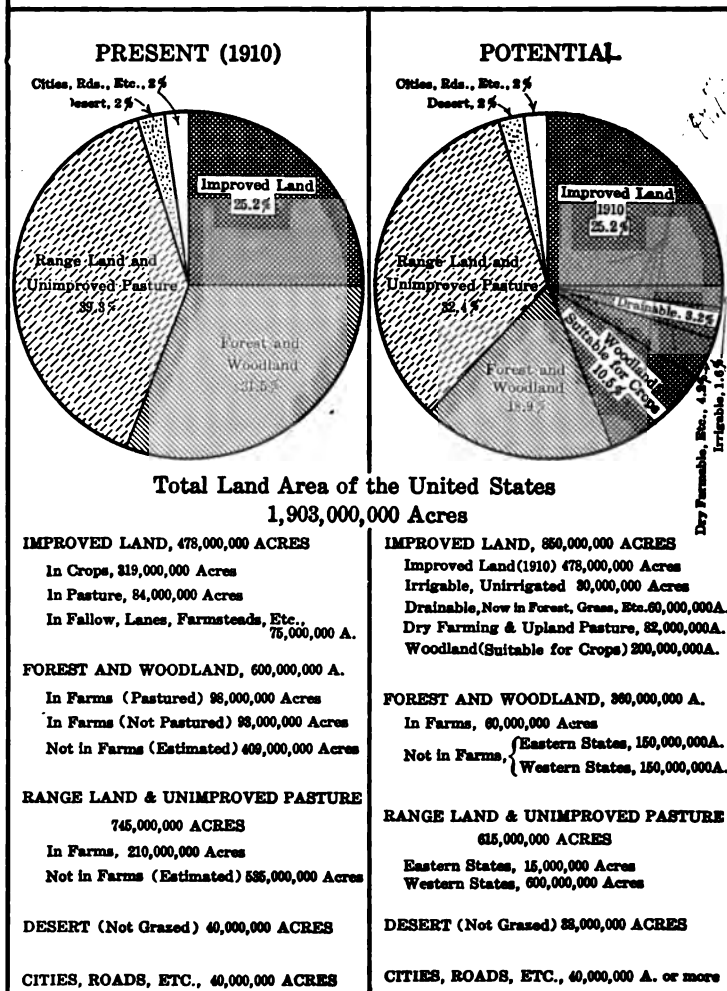 PRESENT (1910)
Cities, Rds., Etc., 2%
Desert, 2%
Improved Land
25.2%
Range Land and
Unimproved Pasture
39.3%
Forest and
Woodland
31.5%
POTENTIAL
Cities, Rds., Etc., 2%
Desert, 2%
Improved Land
1910
25.2%
Range Land and
Unimproved Pasture
32.4%
Drainable, 3.2%
Woodland
Suitable for Crops
10.5%
Forest and
Woodland
18.9%
Dry Farmable, Etc.,
Irrigable, 1.6%
Total Land Area of the United States
1,903,000,000 Acres
IMPROVED LAND, 478,000,000 ACRES
In Crops, 319,000,000 Acres
In Pasture, 84,000,000 Acres
In Fallow, Lanes, Farmsteads, Etc.,
75,000,000 A.
FOREST AND WOODLAND, 600,000,000 A.
In Farms (Pastured) 98,000,000 Acres
In Farms (Not Pastured) 93,000,000 Acres
Not in Farms (Estimated) 409,000,000 Acres
RANGE LAND & UNIMPROVED PASTURE
745,000,000 ACRES
In Farms, 210,000,000 Acres
Not in Farms (Estimated) 535,000,000 Acres
DESERT (Not Grazed) 40,000,000 ACRES
CITIES, ROADS, ETC., 40,000,000 ACRES
IMPROVED LAND, 850,000,000 ACRES
Improved Land (1910) 478,000,000 Acres
Irrigable, Unirrigated 30,000,000 Acres
Drainable, Now in Forest, Grass, Etc. 60,000,000 A.
Dry Farming & Upland Pasture, 82,000,000 A.
Woodland (Suitable for Crops) 200,000,000 A.
FOREST AND WOODLAND, 360,000,000 A.
In Farms, 60,000,000 Acres
Not in Farms, { Eastern States, 150,000,000 A.
Western States, 150,000,000 A.
RANGE LAND & UNIMPROVED PASTURE
615,000,000 ACRES
Eastern States, 15,000,000 Acres
Western States, 600,000,000 Acres
DESERT (Not Grazed) 38,000,000 ACRES
CITIES, ROADS, ETC., 40,000,000 A. or more